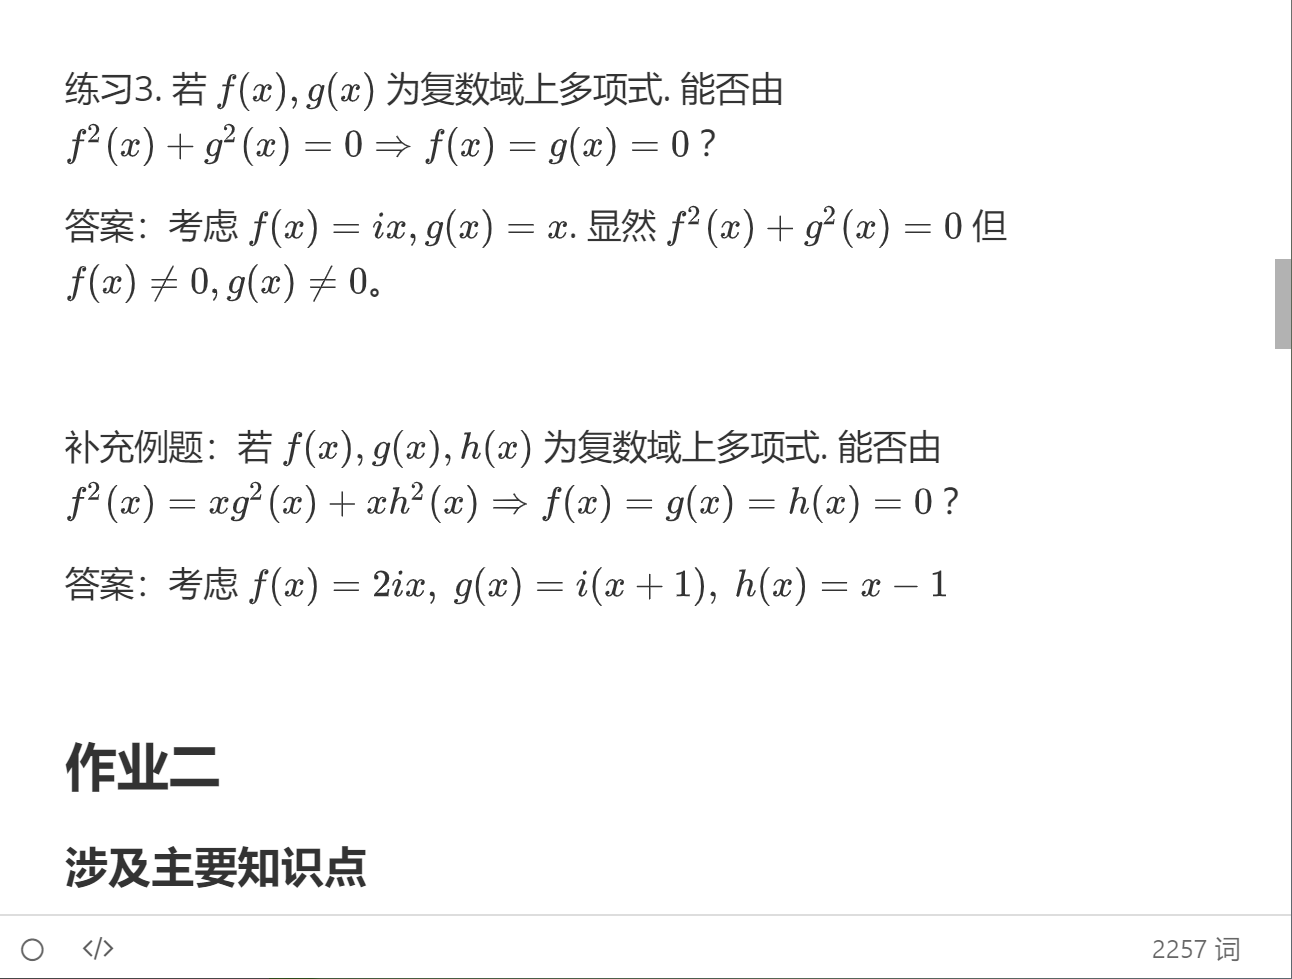 练习3. 若 f(x), g(x) 为复数域上多项式. 能否由
f²(x) + g²(x) = 0 ⇒ f(x) = g(x) = 0？
答案：考虑 f(x) = ix, g(x) = x. 显然 f²(x) + g²(x) = 0 但
f(x) ≠ 0, g(x) ≠ 0。
补充例题：若 f(x), g(x), h(x) 为复数域上多项式. 能否由
f²(x) = xg²(x) + xh²(x) ⇒ f(x) = g(x) = h(x) = 0？
答案：考虑 f(x) = 2ix, g(x) = i(x + 1), h(x) = x − 1
作业二
涉及主要知识点
</> 2257 词